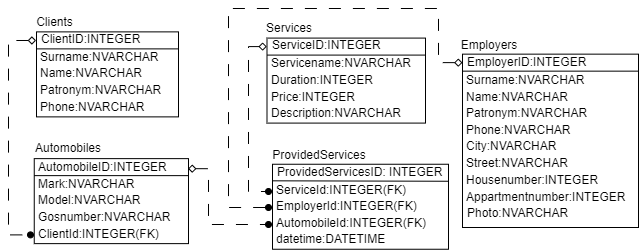 Clients
ClientID:INTEGER
Surname:NVARCHAR
Name:NVARCHAR
Patronym:NVARCHAR
Phone:NVARCHAR
Services
ServiceID:INTEGER
Servicename:NVARCHAR
Duration:INTEGER
Price:INTEGER
Description:NVARCHAR
Employers
EmployerID:INTEGER
Surname:NVARCHAR
Name:NVARCHAR
Patronym:NVARCHAR
Phone:NVARCHAR
City:NVARCHAR
Street:NVARCHAR
Housenumber:INTEGER
Appartmentnumber:INTEGER
Photo:NVARCHAR
Automobiles
AutomobileID:INTEGER
Mark:NVARCHAR
Model:NVARCHAR
Gosnumber:NVARCHAR
ClientId:INTEGER(FK)
ProvidedServices
ProvidedServicesID: INTEGER
ServiceId:INTEGER(FK)
EmployerId:INTEGER(FK)
AutomobileId:INTEGER(FK)
datetime:DATETIME